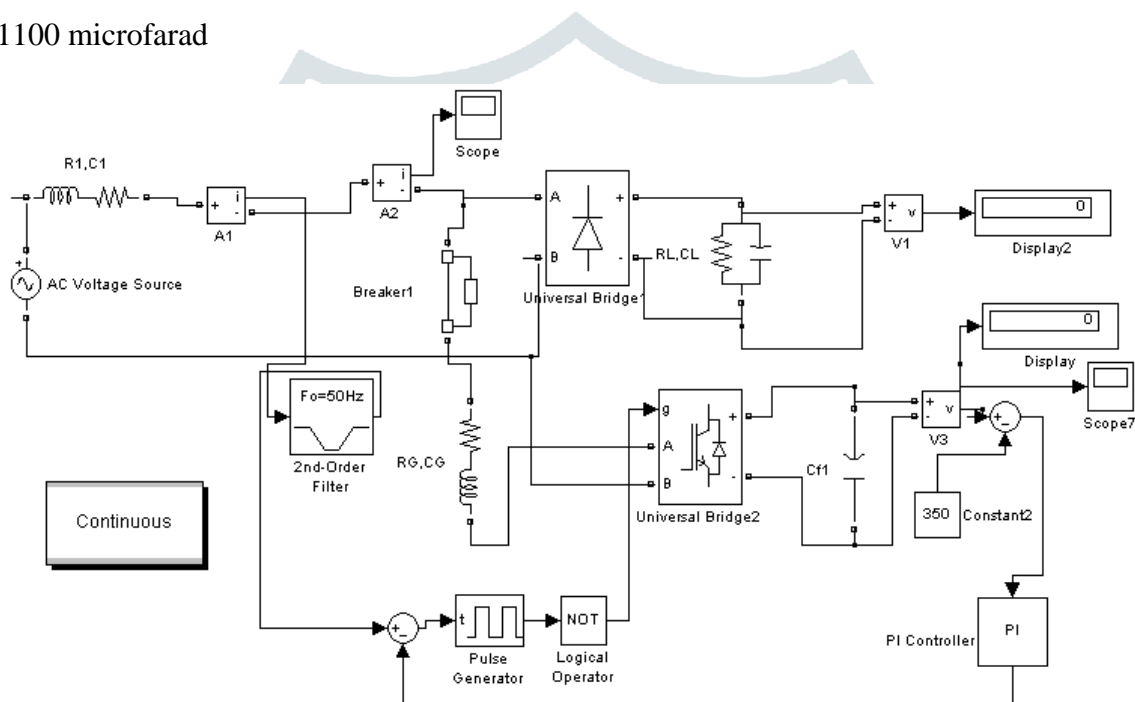 1100 microfarad
Scope
R1,C1
i
+
-
A1
i
+
-
A2
A
+
B
-
Universal Bridge1
RL,CL
+
v
-
V1
0
Display2
+
AC Voltage Source
Breaker1
0
Display
Fo=50Hz
2nd-Order
Filter
RG,CG
g
A
B
+
-
Universal Bridge2
Cf1
+
v
-
V3
Scope7
+
-
350
Constant2
Continuous
+
-
t
Pulse
Generator
NOT
Logical
Operator
PI Controller
PI